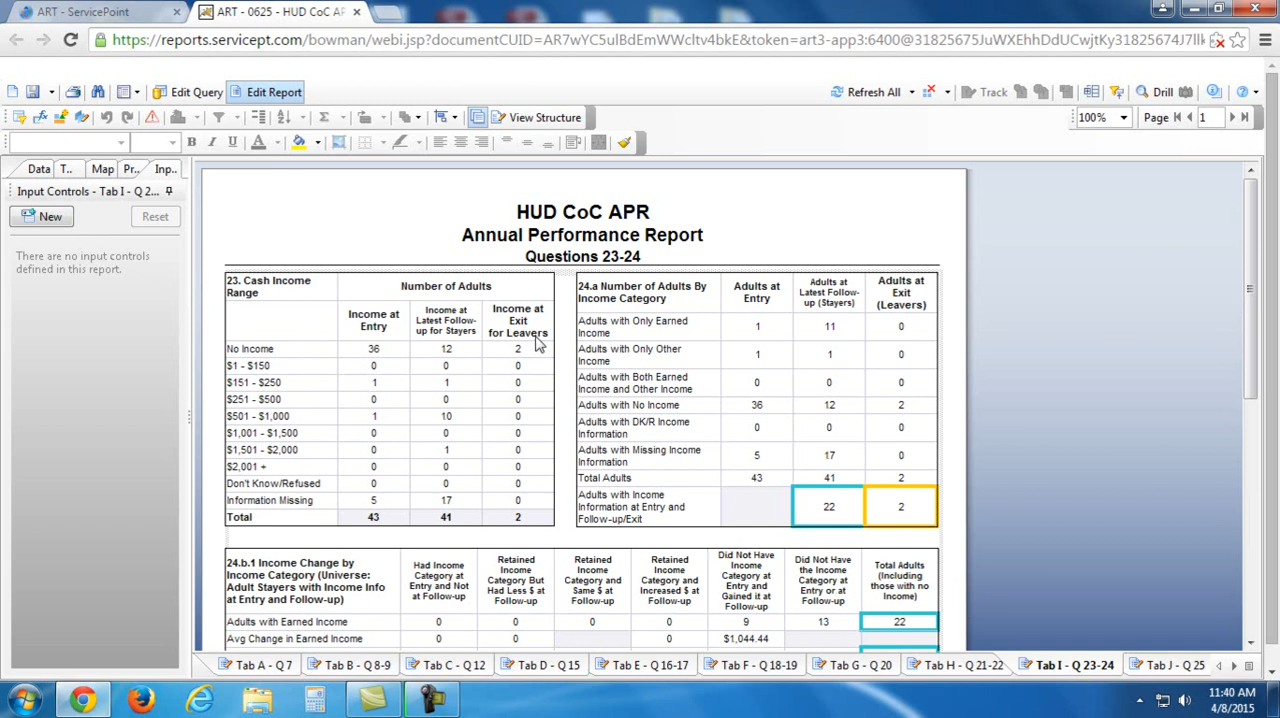 ART - ServicePoint
ART - 0625 - HUD CoC APR
https://reports.servicept.com/bowman/webi.jsp?documentCUID=AR7wYC5ulBdEmWWcltv4bkE&token=art3-app3:6400@31825675JuWXEhhDdUCwjtKy31825674J7llk
Edit Query
Edit Report
Refresh All
Track
Drill
View Structure
100%
Page
1
B I U A
Data T.. Map Pr.. Inp..
Input Controls - Tab I - Q 2...
New
Reset
There are no input controls
defined in this report.
HUD CoC APR
Annual Performance Report
Questions 23-24
23. Cash Income
Range
Number of Adults
Income at
Entry
Income at
Latest Follow-
up for Stayers
Income at
Exit
for Leavers
No Income 36 12 2
$1 - $150 0 0 0
$151 - $250 1 1 0
$251 - $500 0 0 0
$501 - $1,000 1 10 0
$1,001 - $1,500 0 0 0
$1,501 - $2,000 0 1 0
$2,001 + 0 0 0
Don't Know/Refused 0 0 0
Information Missing 5 17 0
Total 43 41 2
24.a Number of Adults By
Income Category
Adults at
Entry
Adults at
Latest Follow-
up (Stayers)
Adults at
Exit
(Leavers)
Adults with Only Earned
Income
1 11 0
Adults with Only Other
Income
1 1 0
Adults with Both Earned
Income and Other Income
0 0 0
Adults with No Income 36 12 2
Adults with DK/R Income
Information
0 0 0
Adults with Missing Income
Information
5 17 0
Total Adults 43 41 2
Adults with Income
Information at Entry and
Follow-up/Exit
22 2
24.b.1 Income Change by
Income Category (Universe:
Adult Stayers with Income Info
at Entry and Follow-up)
Had Income
Category at
Entry and Not
at Follow-up
Retained
Income
Category But
Had Less $ at
Follow-up
Retained
Income
Category and
Same $ at
Follow-up
Retained
Income
Category and
Increased $ at
Follow-up
Did Not Have
Income
Category at
Entry and
Gained it at
Follow-up
Did Not Have
the Income
Category at
Entry or at
Follow-up
Total Adults
(Including
those with no
Income)
Adults with Earned Income 0 0 0 0 9 13 22
Avg Change in Earned Income 0 0 0 $1,044.44
Tab A - Q 7
Tab B - Q 8-9
Tab C - Q 12
Tab D - Q 15
Tab E - Q 16-17
Tab F - Q 18-19
Tab G - Q 20
Tab H - Q 21-22
Tab I - Q 23-24
Tab J - Q 25
11:40 AM
4/8/2015